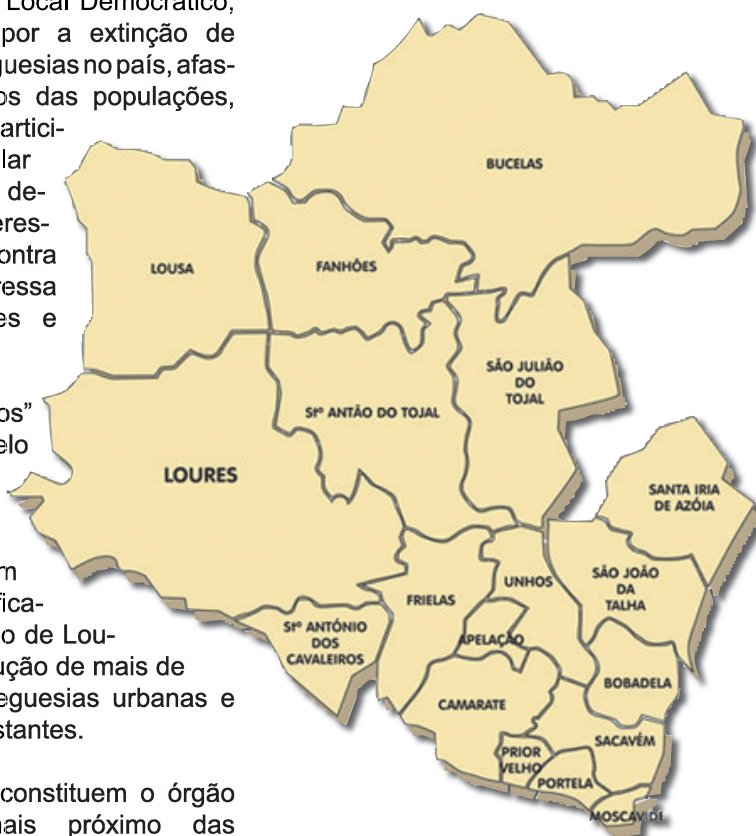 Local Democrático,
por a extinção de
guesias no país, afas-
os das populações,
artici-
lar
de-
eres-
ontra
ressa
es e
os”
elo
m
fica-
o de Lou-
ução de mais de
eguesias urbanas e
stantes.
constituem o órgão
mais próximo das
BUCELAS
LOUSA
FANHÕES
SÃO JULIÃO
DO
TOJAL
Stº ANTÃO DO TOJAL
LOURES
SANTA IRIA
DE AZÓIA
UNHOS
SÃO JOÃO
DA
TALHA
FRIELAS
Stº ANTÓNIO
DOS
CAVALEIROS
APELAÇÃO
BOBADELA
CAMARATE
SACAVÉM
PRIOR
VELHO
PORTELA
MOSCAVIDE